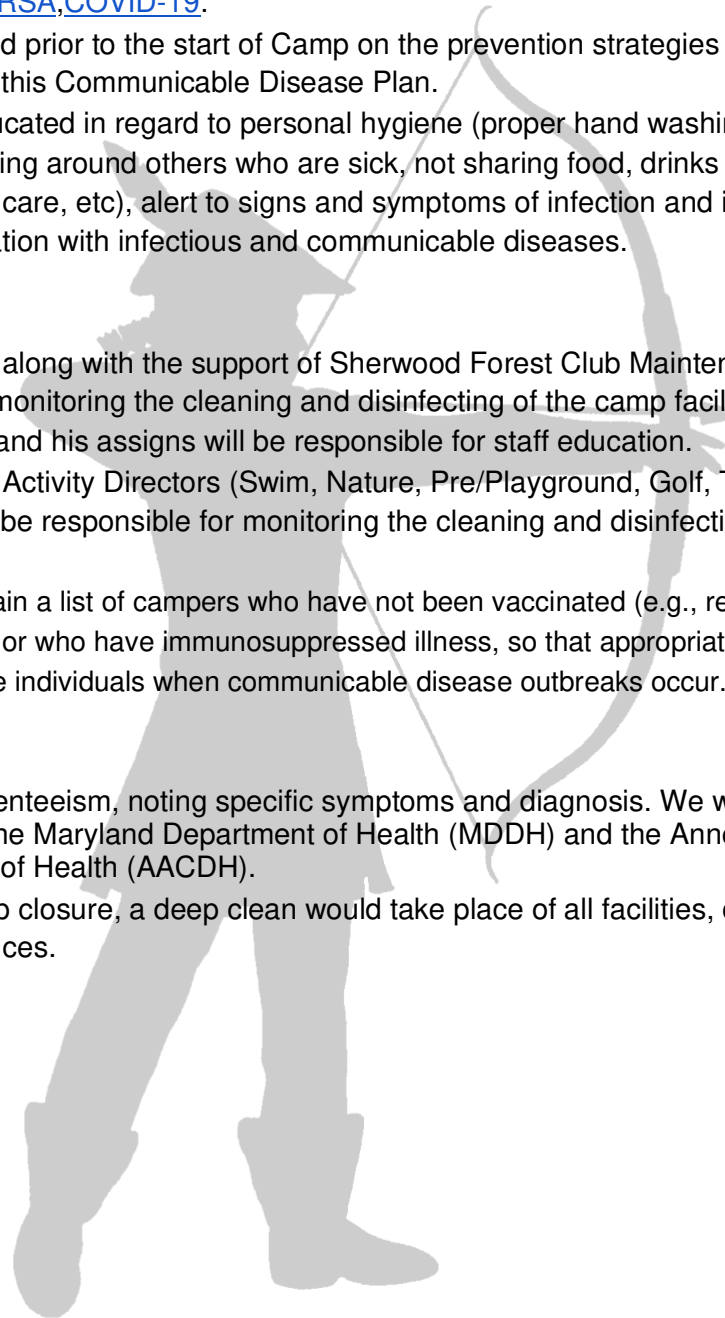 RSA,COVID-19.
d prior to the start of Camp on the prevention strategies
this Communicable Disease Plan.
ucated in regard to personal hygiene (proper hand washin
ing around others who are sick, not sharing food, drinks
care, etc), alert to signs and symptoms of infection and i
ation with infectious and communicable diseases.
along with the support of Sherwood Forest Club Mainten
monitoring the cleaning and disinfecting of the camp facil
and his assigns will be responsible for staff education.
Activity Directors (Swim, Nature, Pre/Playground, Golf, T
be responsible for monitoring the cleaning and disinfecti
ain a list of campers who have not been vaccinated (e.g., re
or who have immunosuppressed illness, so that appropriat
e individuals when communicable disease outbreaks occur.
enteeism, noting specific symptoms and diagnosis. We w
he Maryland Department of Health (MDDH) and the Anne
of Health (AACDH).
p closure, a deep clean would take place of all facilities, e
ces.